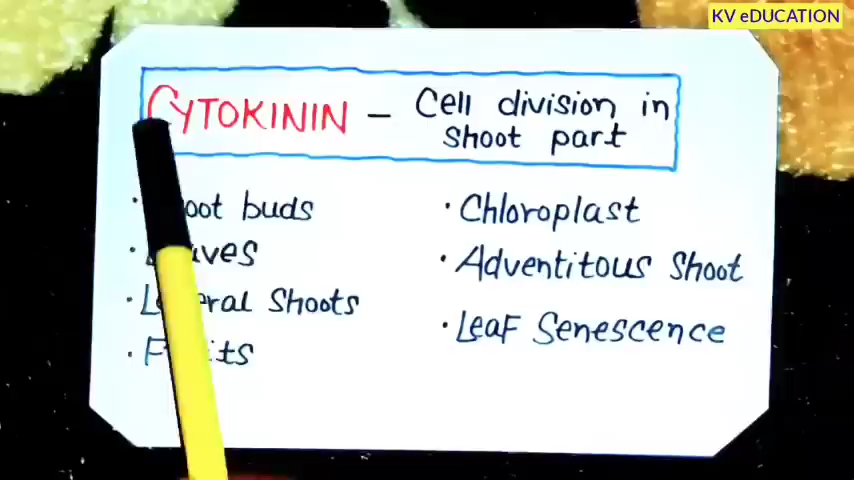 KV eDUCATION
CYTOKININ – Cell division in
shoot part
buds
Shoots
• Chloroplast
• Adventitous Shoot
• Leaf Senescence